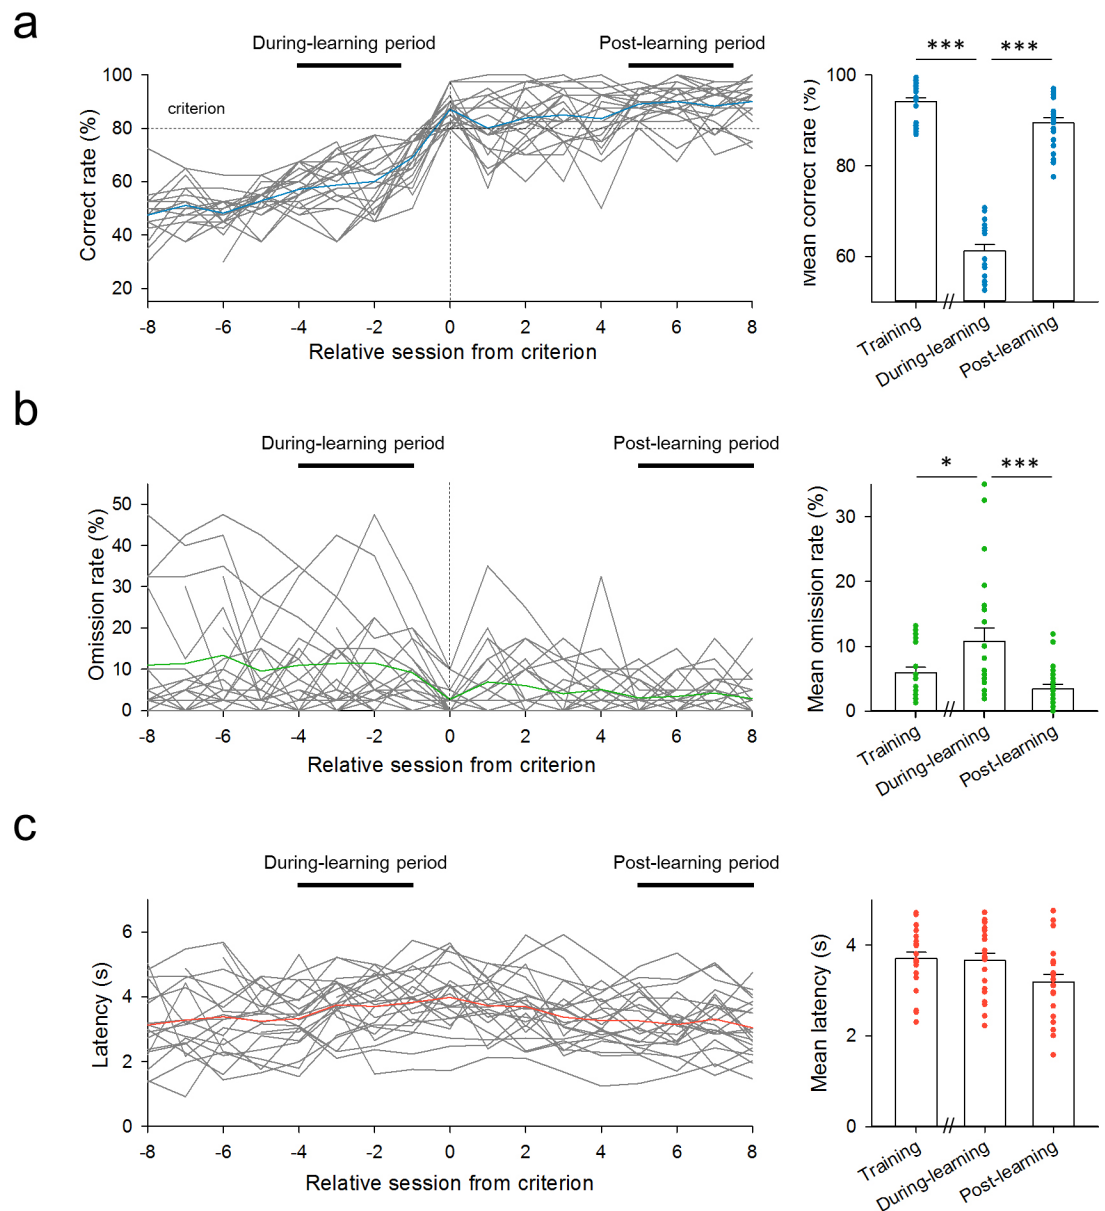 a
During-learning period
Post-learning period
Correct rate (%)
100
80
60
40
20
criterion
-8
-6
-4
-2
0
2
4
6
8
Relative session from criterion
***
***
Mean correct rate (%)
100
80
60
Training
During-learning
Post-learning
b
During-learning period
Post-learning period
Omission rate (%)
50
40
30
20
10
0
-8
-6
-4
-2
0
2
4
6
8
Relative session from criterion
*
***
Mean omission rate (%)
30
20
10
0
Training
During-learning
Post-learning
c
During-learning period
Post-learning period
Latency (s)
6
4
2
0
-8
-6
-4
-2
0
2
4
6
8
Relative session from criterion
Mean latency (s)
4
2
0
Training
During-learning
Post-learning